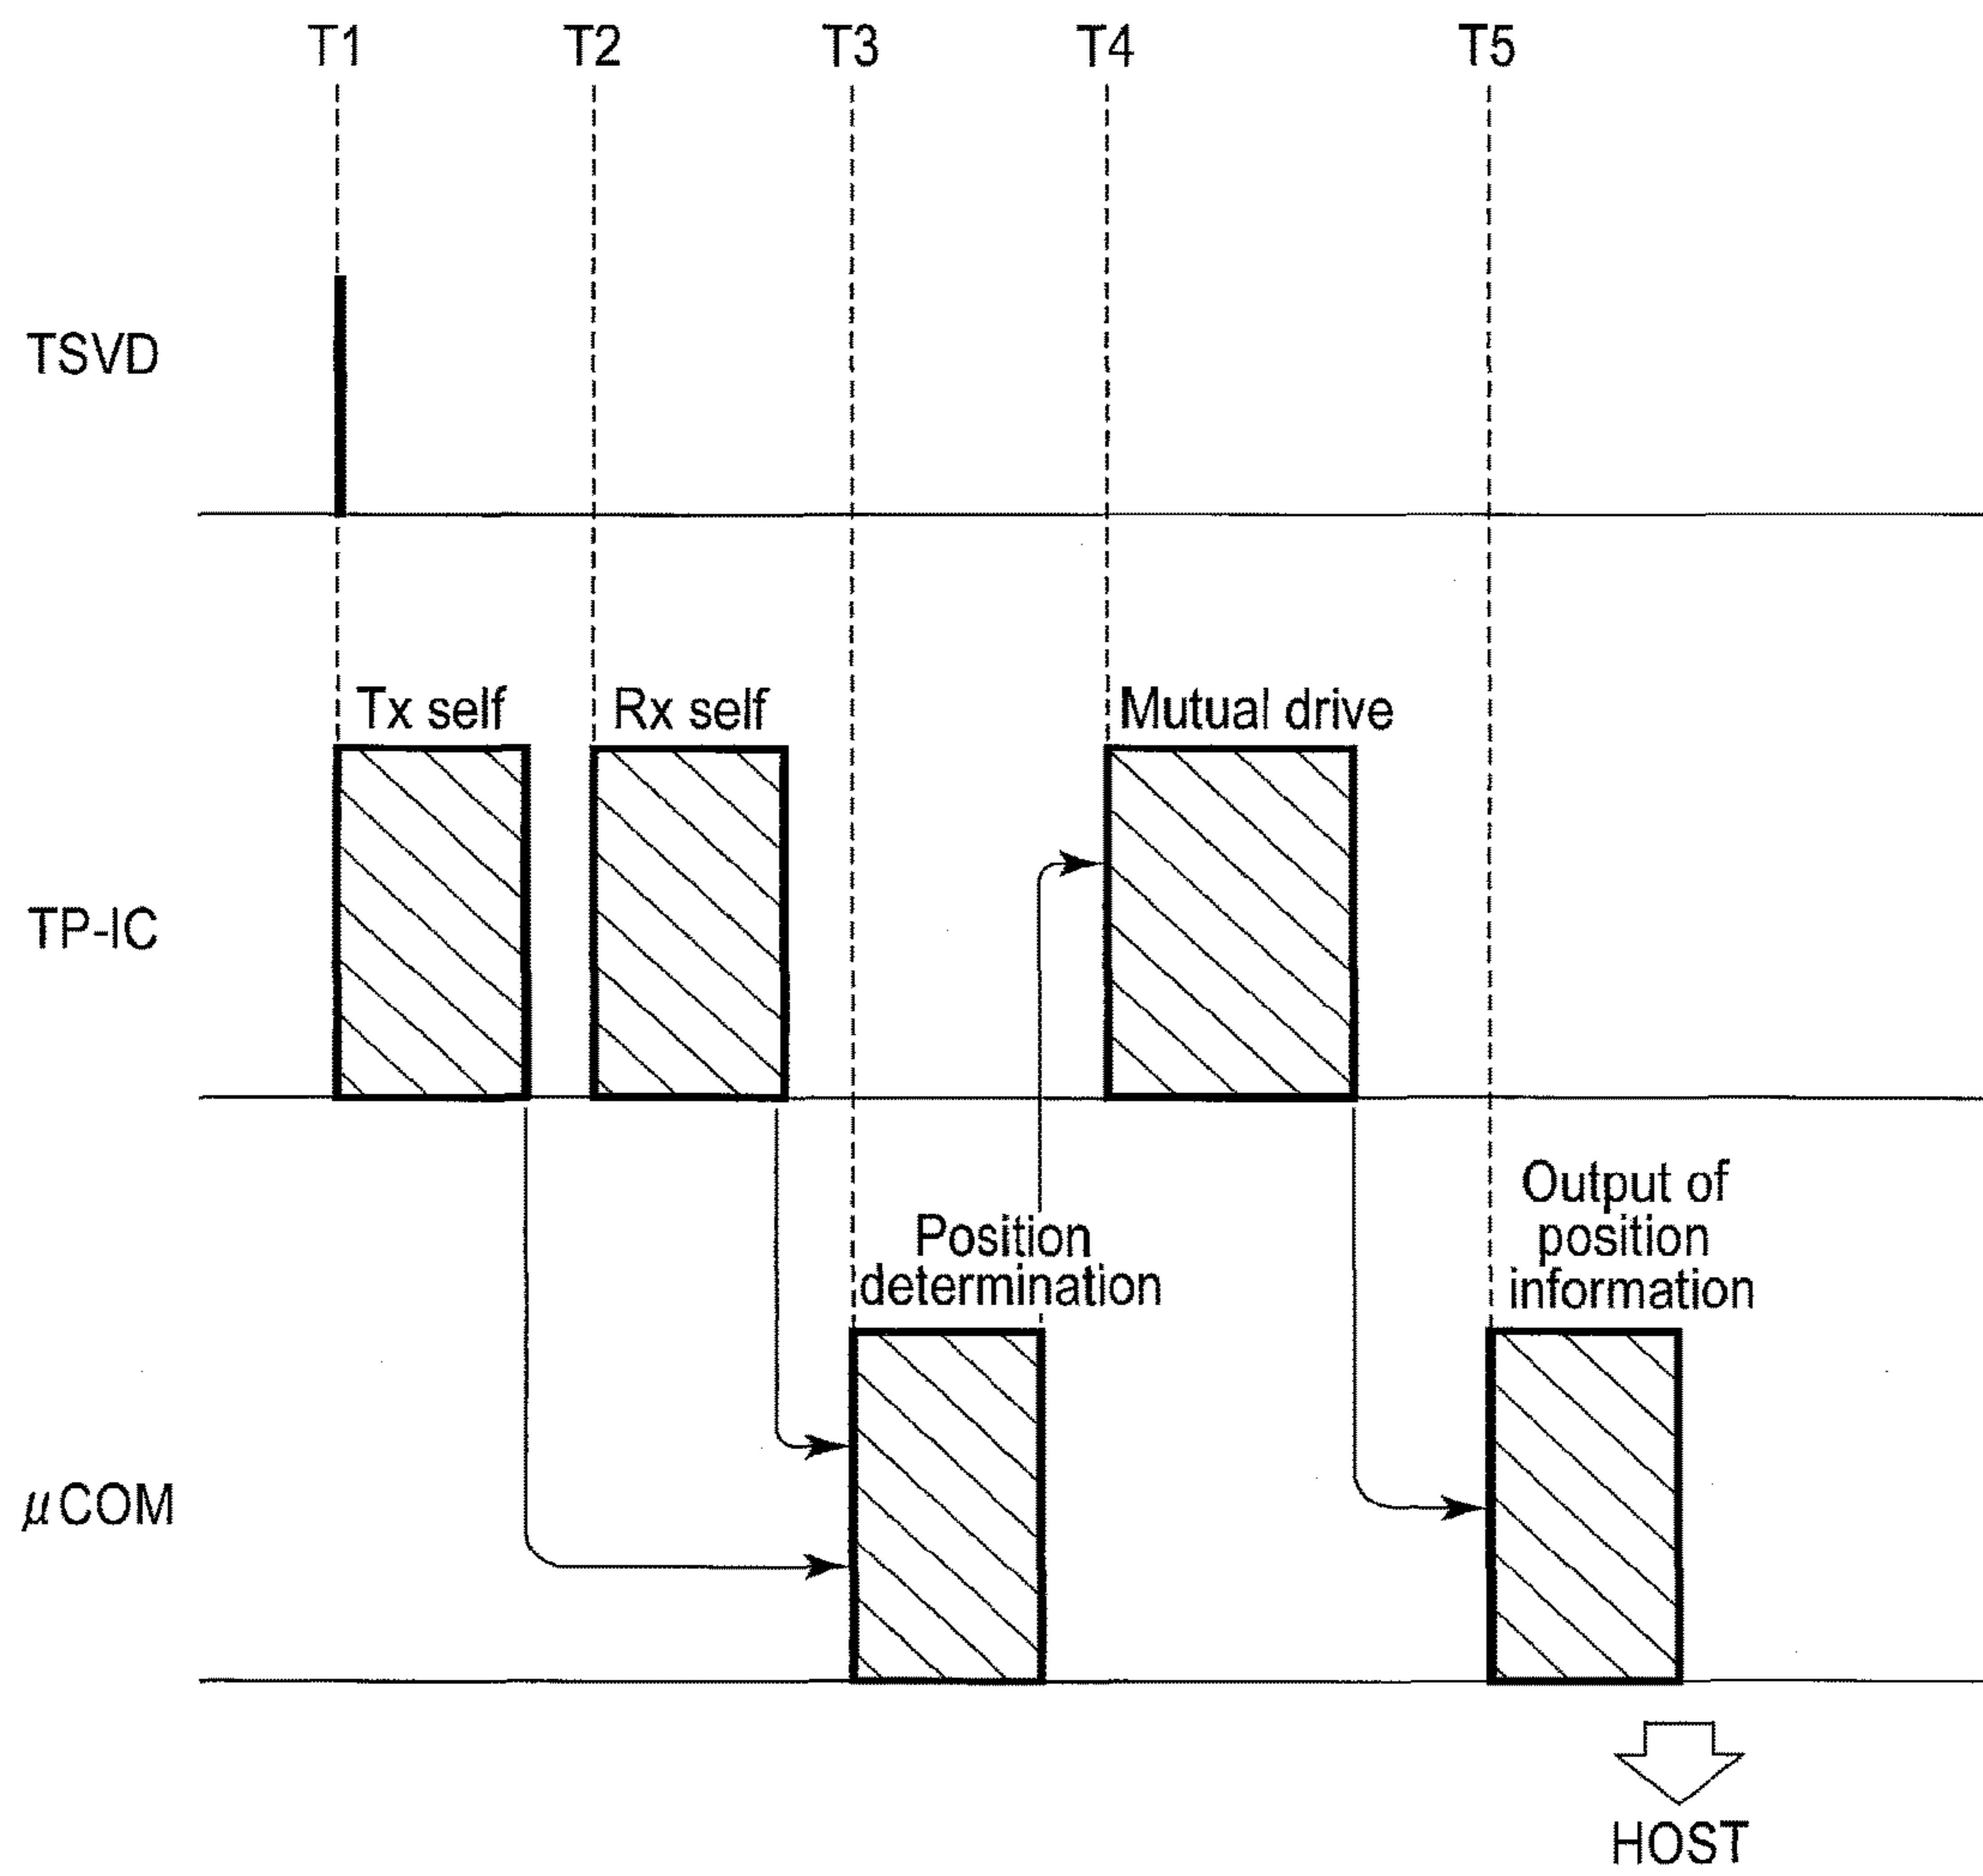 T1 T2 T3 T4 T5
TSVD
Tx self Rx self Mutual drive
TP-IC
Position
determination
Output of
position
information
μCOM
HOST